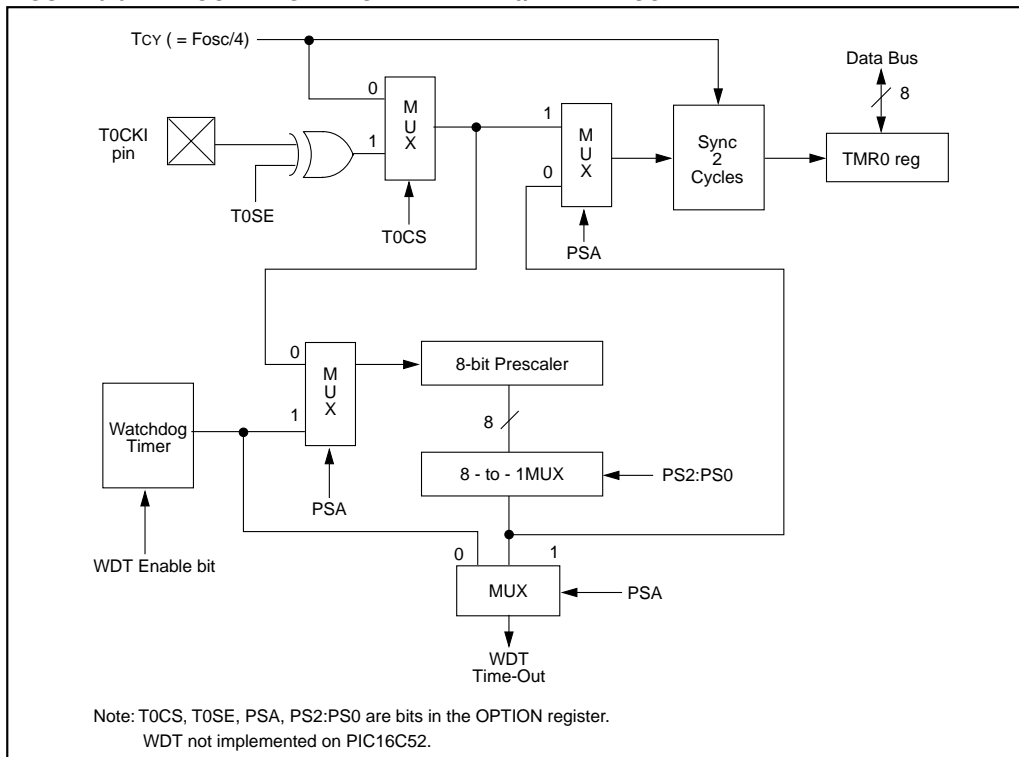 TCY ( = Fosc/4)
Data Bus
0
M
U
X
1
M
U
X
8
T0CKI
pin
1
Sync
2
Cycles
TMR0 reg
0
T0SE
T0CS
PSA
0
M
U
X
8-bit Prescaler
1
Watchdog
Timer
8
8 - to - 1MUX
PS2:PS0
PSA
WDT Enable bit
0
1
MUX
PSA
WDT
Time-Out
Note: T0CS, T0SE, PSA, PS2:PS0 are bits in the OPTION register.
WDT not implemented on PIC16C52.